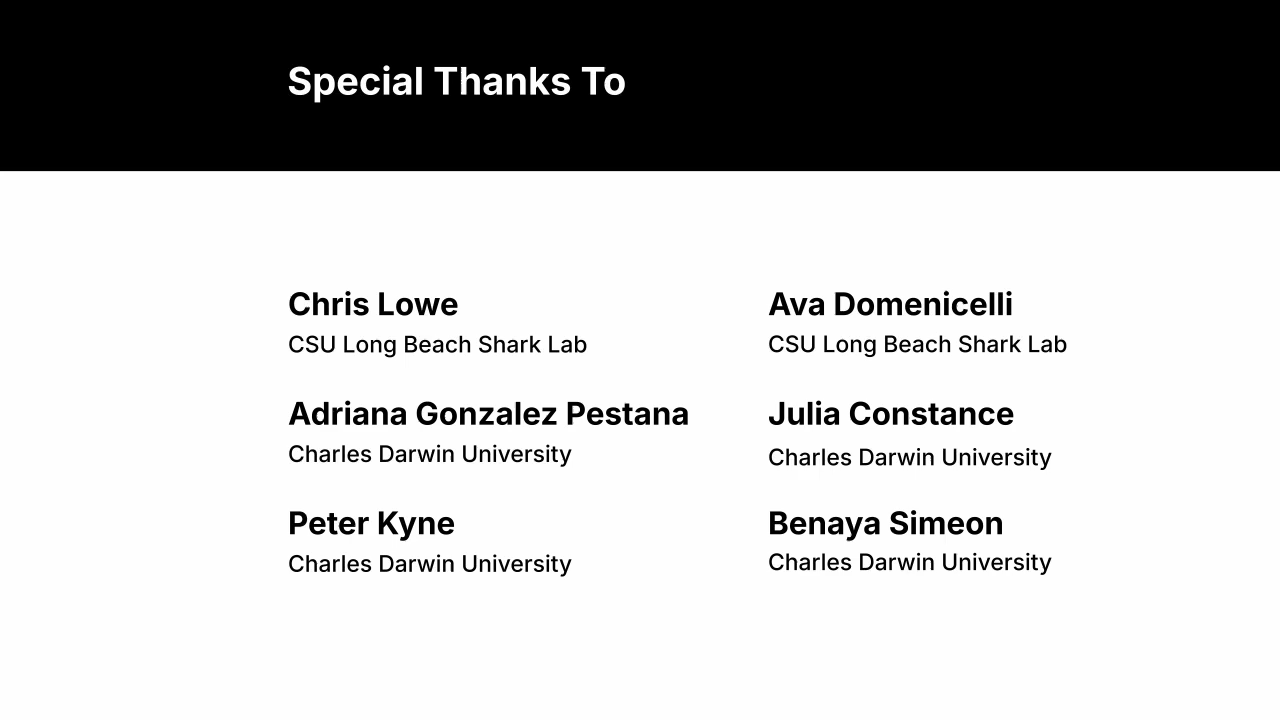 Special Thanks To
Chris Lowe
CSU Long Beach Shark Lab
Ava Domenicelli
CSU Long Beach Shark Lab
Adriana Gonzalez Pestana
Charles Darwin University
Julia Constance
Charles Darwin University
Peter Kyne
Charles Darwin University
Benaya Simeon
Charles Darwin University